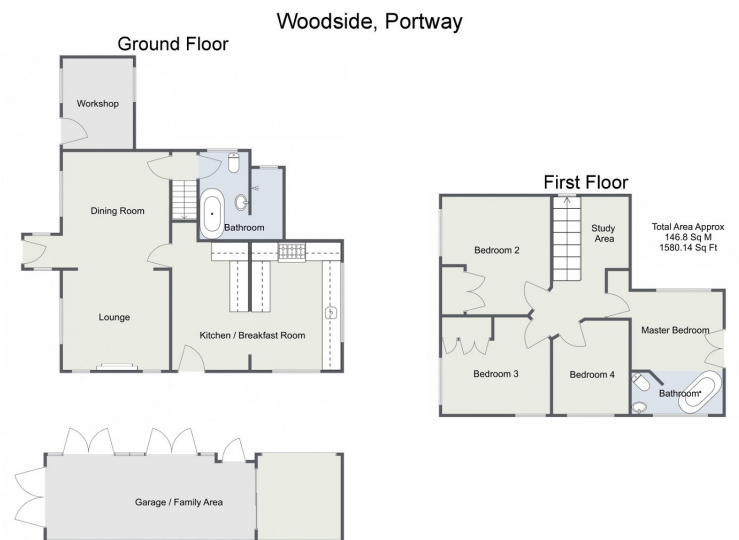 Woodside, Portway
Ground Floor
Workshop
Dining Room
Bathroom
Lounge
Kitchen / Breakfast Room
Garage / Family Area
First Floor
Study
Area
Bedroom 2
Total Area Approx
146.8 Sq M
1580.14 Sq Ft
Master Bedroom
Bedroom 3
Bedroom 4
Bathroom